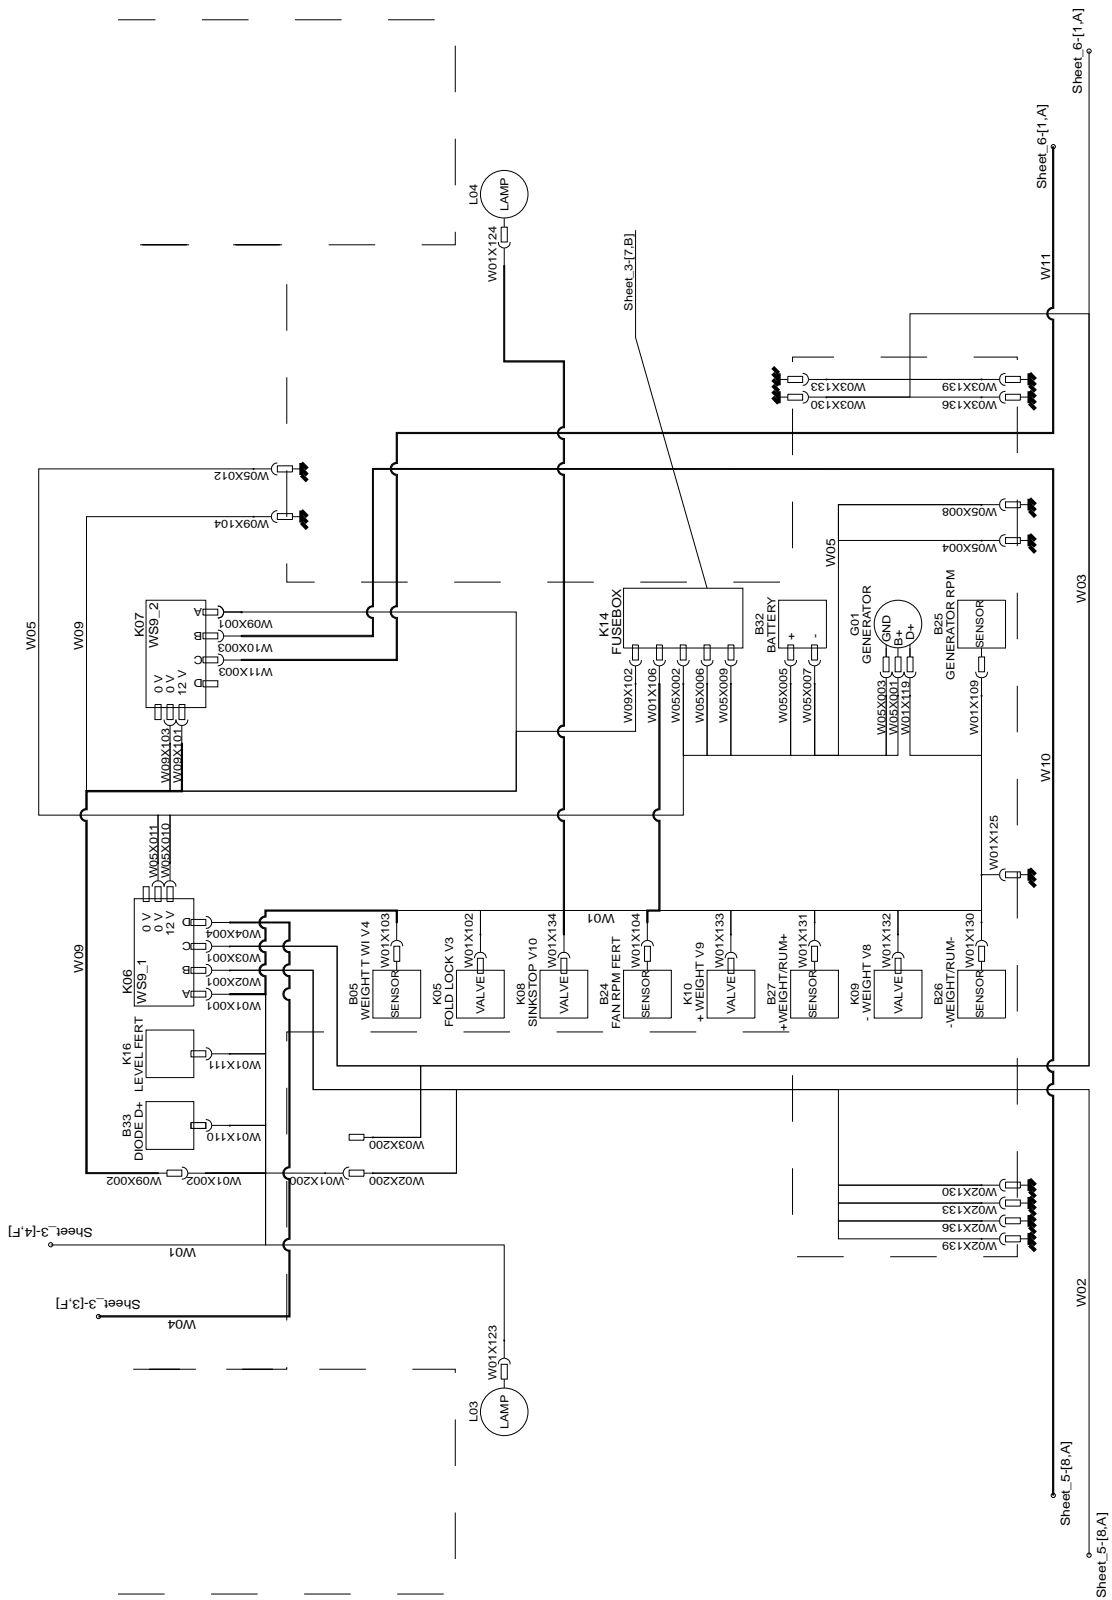 Sheet_6-[1,A]
Sheet_6-[1,A]
W11
W03
L04
LAMP
W01X124
Sheet_3-[7,B]
W03X133
W03X130
W03X139
W03X136
W05X012
W09X104
W05
W09
K07
WS9_2
0 V
0 V
12 V
A
B
C
D
W09X001
W10X003
W11X003
W09X103
W09X101
K14
FUSEBOX
W09X102
W01X106
W05X002
W05X006
W05X009
B32
BATTERY
+
-
W05X005
W05X007
W05
W05X008
W05X004
G01
GENERATOR
GND
B+
D+
W05X003
W05X001
W01X119
B25
GENERATOR RPM
SENSOR
W01X109
W10
W01X125
W05X011
W05X010
W09
K06
WS9_1
0 V
0 V
12 V
D
C
B
A
W04X004
W03X001
W02X001
W01X001
W01
B05
WEIGHT TWI V4
SENSOR
W01X103
K05
FOLD LOCK V3
VALVE
W01X102
K08
SINKSTOP V10
VALVE
W01X134
B24
FAN RPM FERT
SENSOR
W01X104
K10
+ WEIGHT V9
VALVE
W01X133
B27
+WEIGHT/RUM+
SENSOR
W01X131
K09
- WEIGHT V8
VALVE
W01X132
B26
-WEIGHT/RUM-
SENSOR
W01X130
K16
LEVEL FERT
W01X111
B33
DIODE D+
W01X110
W09X002
W01X002
W01X200
W02X200
W03X200
W02X130
W02X133
W02X136
W02X139
Sheet_3-[4,F]
W01
Sheet_3-[3,F]
W04
W01X123
L03
LAMP
W02
Sheet_5-[8,A]
Sheet_5-[8,A]